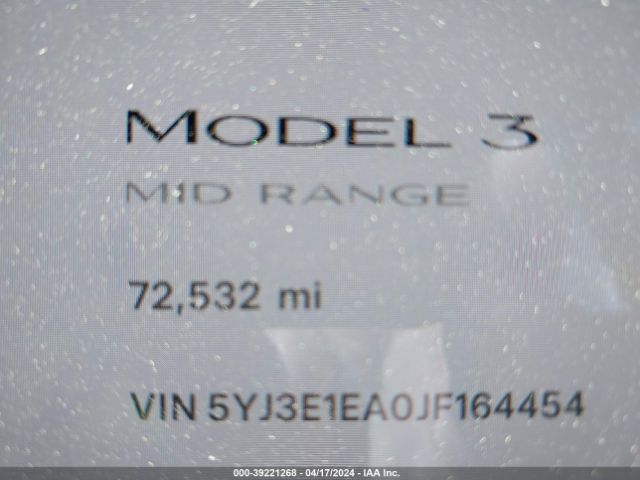 MODEL 3
MID RANGE
72,532 mi
VIN 5YJ3E1EA0JF164454
000-39221268 - 04/17/2024 - IAA Inc.